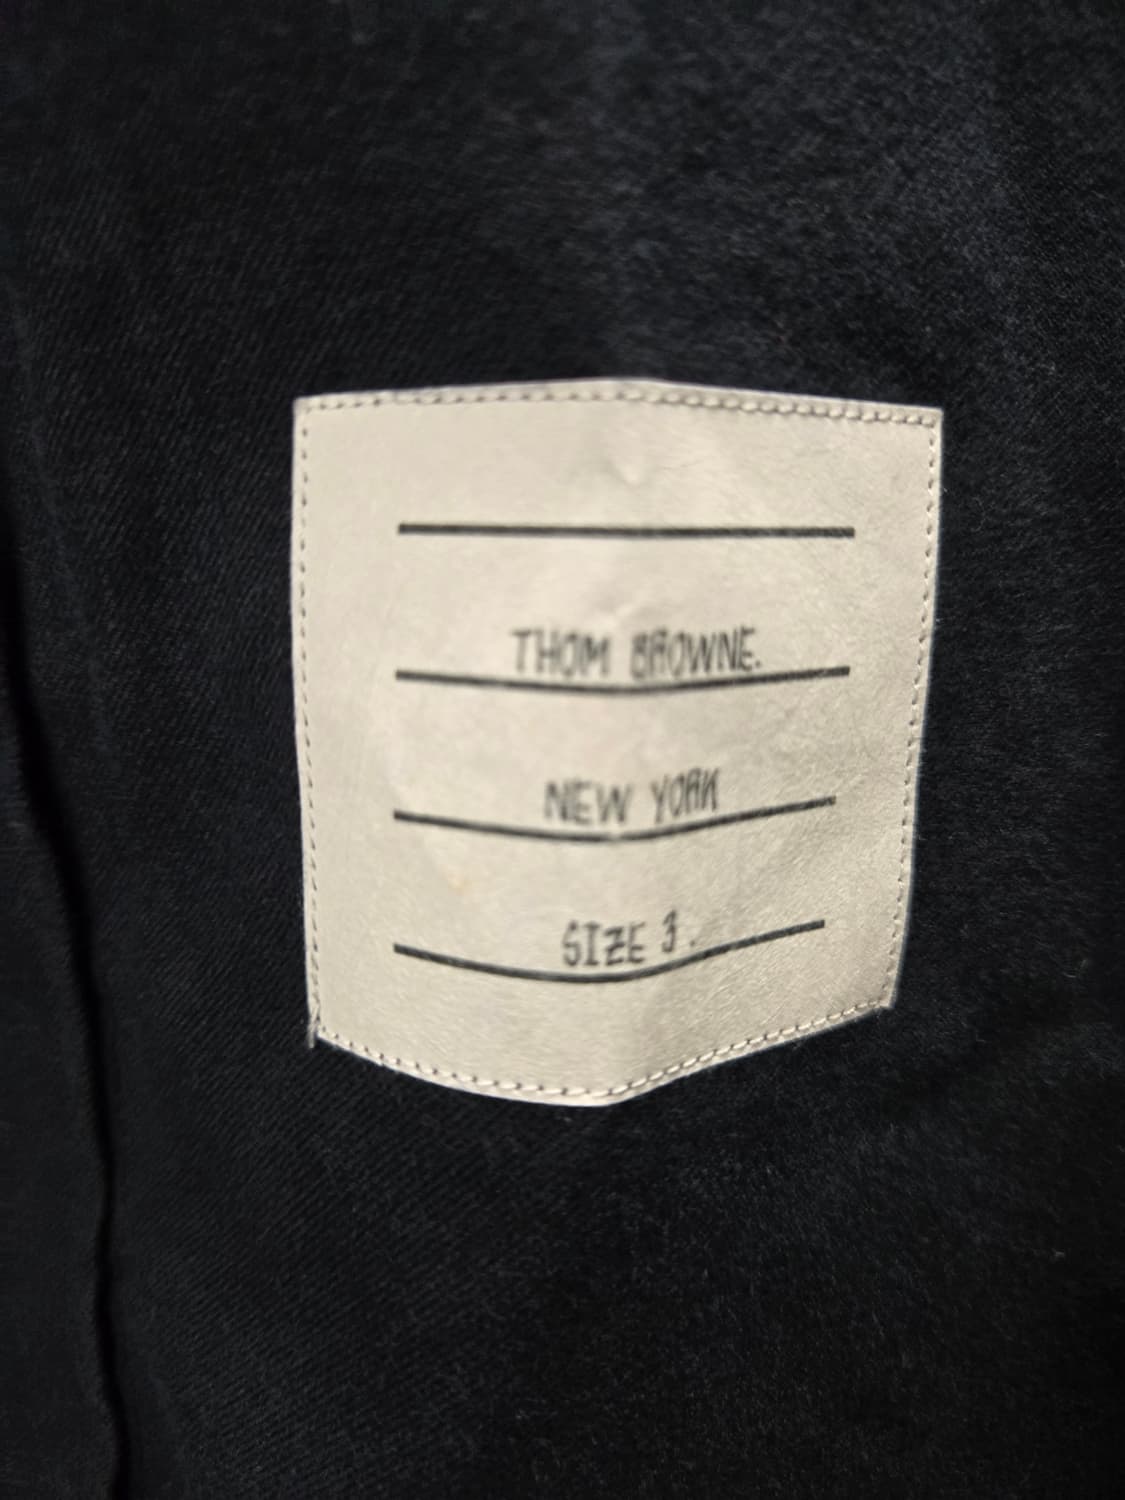 THOM BROWNE.
NEW YORK
SIZE 3.